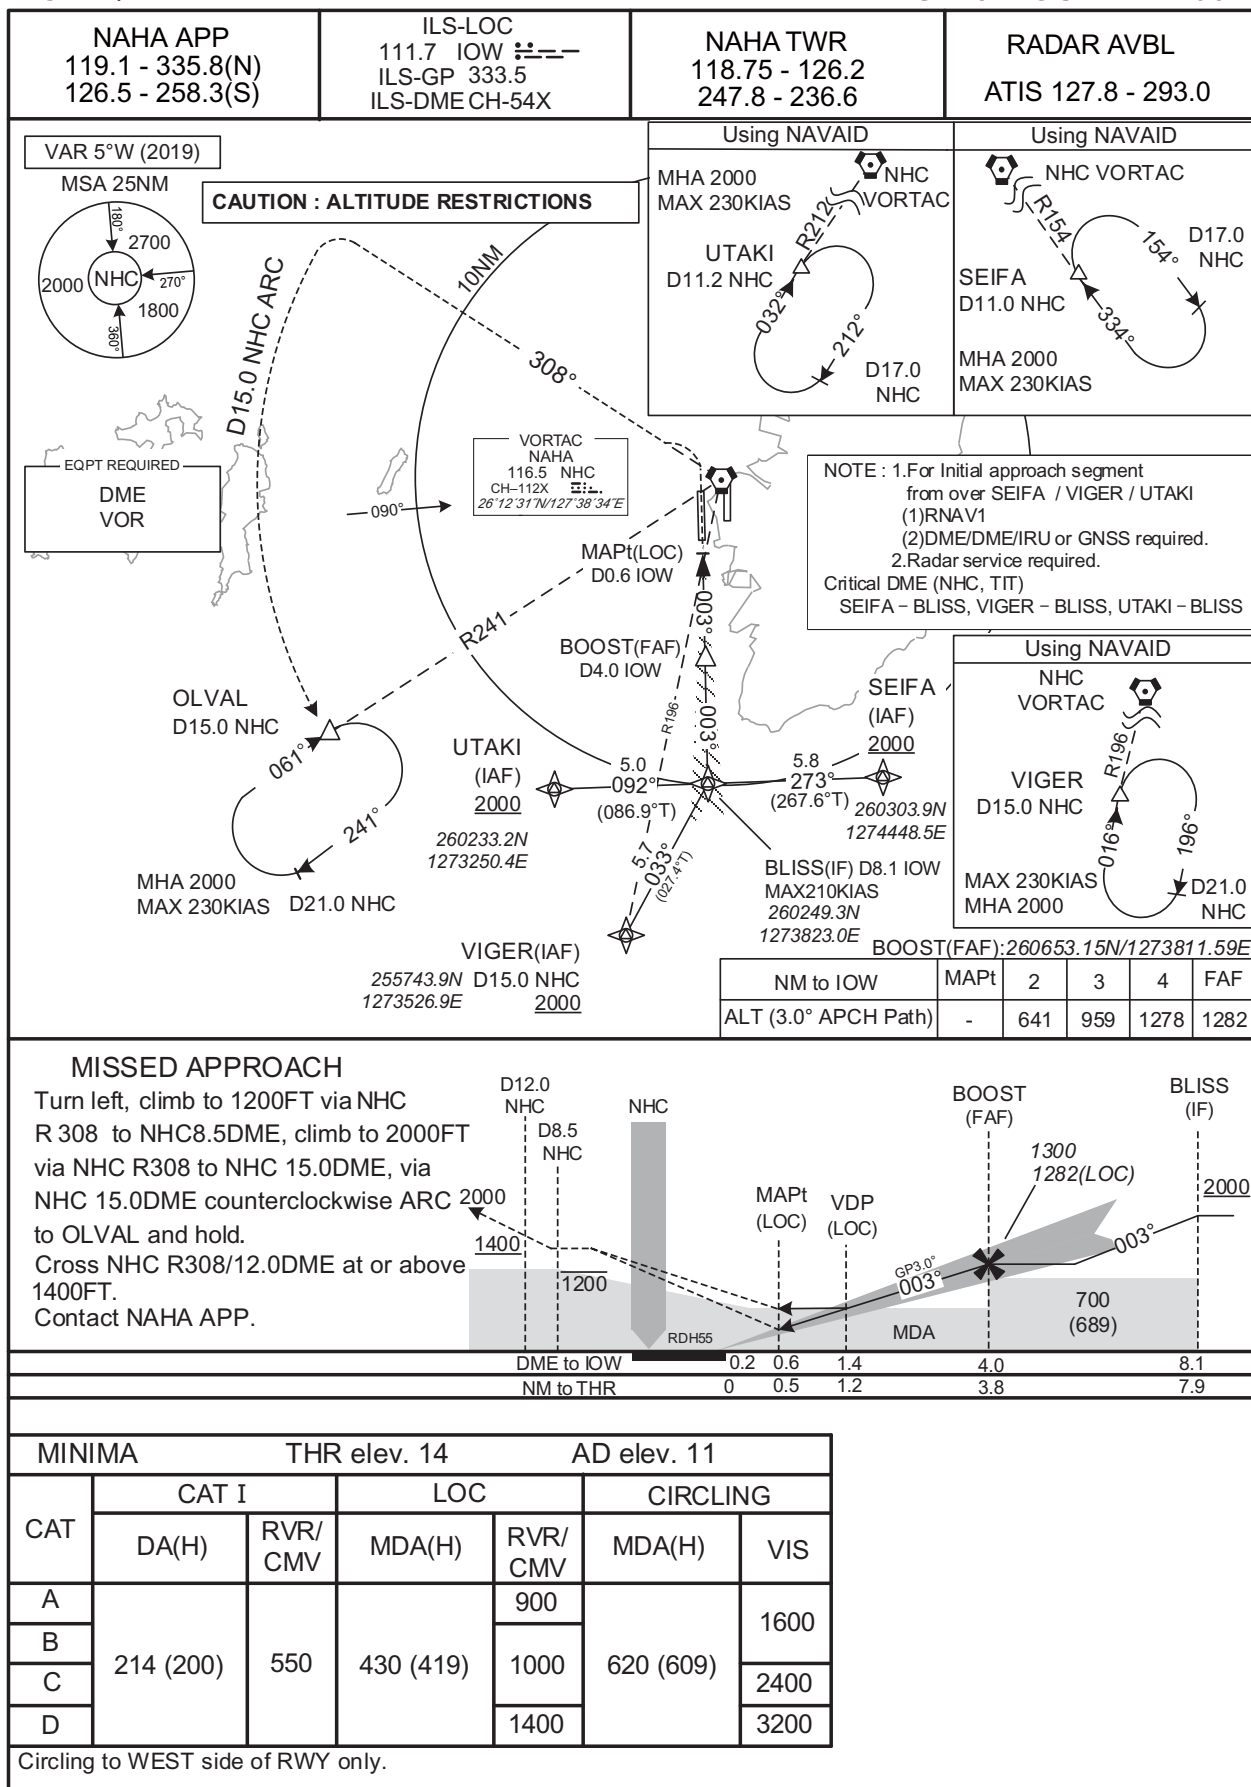 NAHA APP
119.1 - 335.8(N)
126.5 - 258.3(S)
ILS-LOC
111.7 IOW
ILS-GP 333.5
ILS-DME CH-54X
NAHA TWR
118.75 - 126.2
247.8 - 236.6
RADAR AVBL
ATIS 127.8 - 293.0
VAR 5°W (2019)
MSA 25NM
180°
2700
2000
NHC
270°
1800
360°
CAUTION : ALTITUDE RESTRICTIONS
Using NAVAID
MHA 2000
MAX 230KIAS
NHC
VORTAC
R212
UTAKI
D11.2 NHC
032°
212°
D17.0
NHC
Using NAVAID
NHC VORTAC
R154
154°
D17.0
NHC
SEIFA
D11.0 NHC
334°
MHA 2000
MAX 230KIAS
D15.0 NHC ARC
10NM
308°
EQPT REQUIRED
DME
VOR
VORTAC
NAHA
116.5 NHC
CH–112X
26°12′31″N/127°38′34″E
090°
NOTE : 1.For Initial approach segment
from over SEIFA / VIGER / UTAKI
(1)RNAV1
(2)DME/DME/IRU or GNSS required.
2.Radar service required.
Critical DME (NHC, TIT)
SEIFA – BLISS, VIGER – BLISS, UTAKI – BLISS
MAPt(LOC)
D0.6 IOW
003°
R241
BOOST(FAF)
D4.0 IOW
R196
003°
OLVAL
D15.0 NHC
061°
241°
MHA 2000
MAX 230KIAS
D21.0 NHC
UTAKI
(IAF)
2000
260233.2N
1273250.4E
5.0
092°
(086.9°T)
SEIFA
(IAF)
2000
5.8
273°
(267.6°T)
260303.9N
1274448.5E
5.7
033°
(027.4°T)
BLISS(IF) D8.1 IOW
MAX210KIAS
260249.3N
1273823.0E
VIGER(IAF)
D15.0 NHC
2000
255743.9N
1273526.9E
Using NAVAID
NHC
VORTAC
R196
VIGER
D15.0 NHC
016°
196°
MAX 230KIAS
MHA 2000
D21.0
NHC
BOOST(FAF):260653.15N/1273811.59E
NM to IOW MAPt 2 3 4 FAF
ALT (3.0° APCH Path) - 641 959 1278 1282
MISSED APPROACH
Turn left, climb to 1200FT via NHC
R 308 to NHC8.5DME, climb to 2000FT
via NHC R308 to NHC 15.0DME, via
NHC 15.0DME counterclockwise ARC
to OLVAL and hold.
Cross NHC R308/12.0DME at or above
1400FT.
Contact NAHA APP.
D12.0
NHC
D8.5
NHC
NHC
2000
1400
1200
MAPt
(LOC)
VDP
(LOC)
BOOST
(FAF)
BLISS
(IF)
1300
1282(LOC)
2000
003°
GP3.0°
003°
700
(689)
MDA
RDH55
DME to IOW 0.2 0.6 1.4 4.0 8.1
NM to THR 0 0.5 1.2 3.8 7.9
MINIMA THR elev. 14 AD elev. 11
CAT CAT I LOC CIRCLING
DA(H) RVR/CMV MDA(H) RVR/CMV MDA(H) VIS
A 214 (200) 550 430 (419) 900 620 (609) 1600
B 1000
C 2400
D 1400 3200
Circling to WEST side of RWY only.